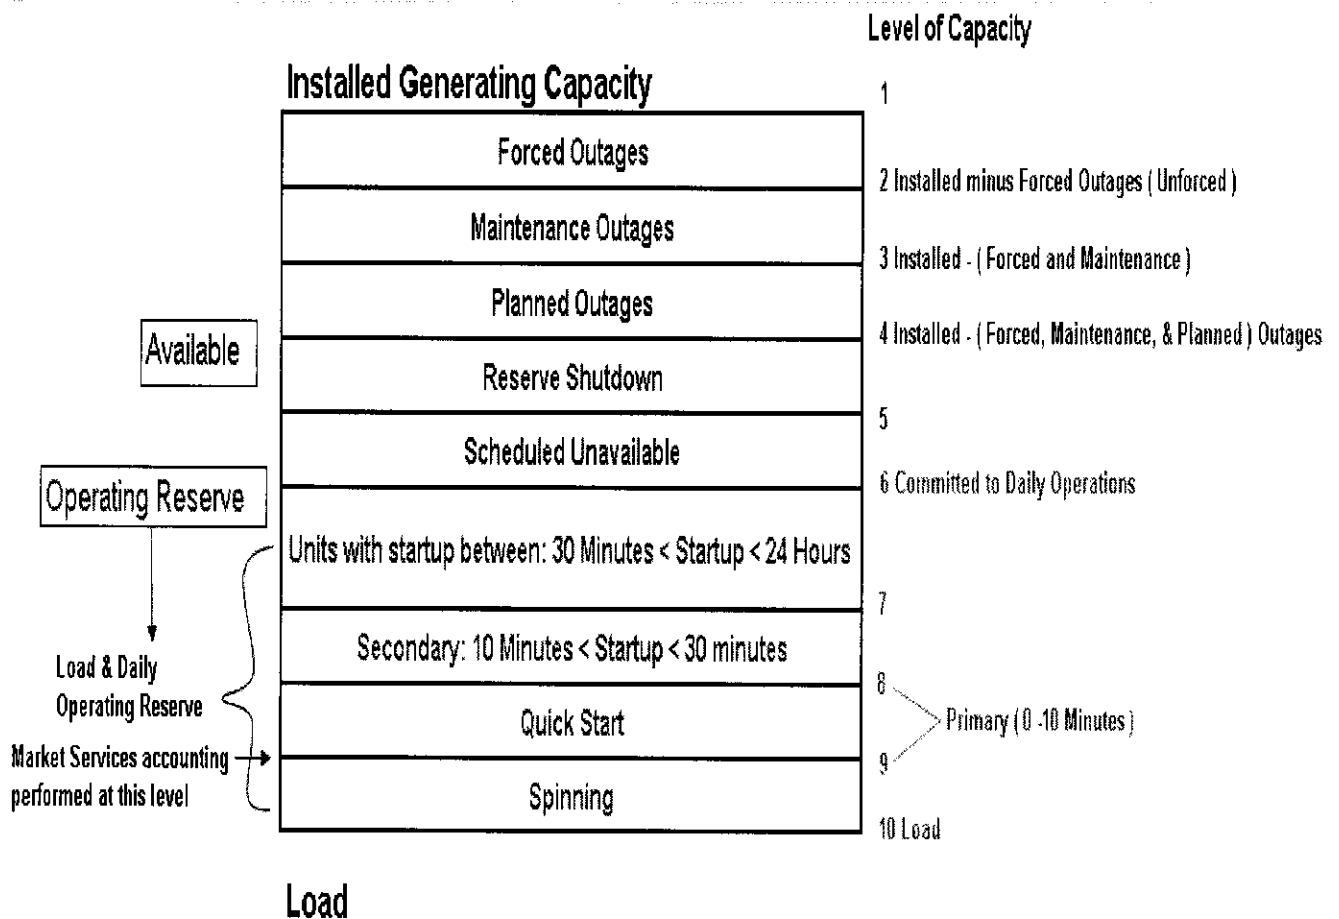 Level of Capacity
Installed Generating Capacity
1
Forced Outages
2 Installed minus Forced Outages ( Unforced )
Maintenance Outages
3 Installed - ( Forced and Maintenance )
Planned Outages
4 Installed - ( Forced, Maintenance, & Planned ) Outages
Available
Reserve Shutdown
5
Scheduled Unavailable
6 Committed to Daily Operations
Operating Reserve
Units with startup between: 30 Minutes < Startup < 24 Hours
7
Secondary: 10 Minutes < Startup < 30 minutes
Load & Daily
Operating Reserve
8
Quick Start
Primary ( 0 -10 Minutes )
Market Services accounting
performed at this level
9
Spinning
10 Load
Load